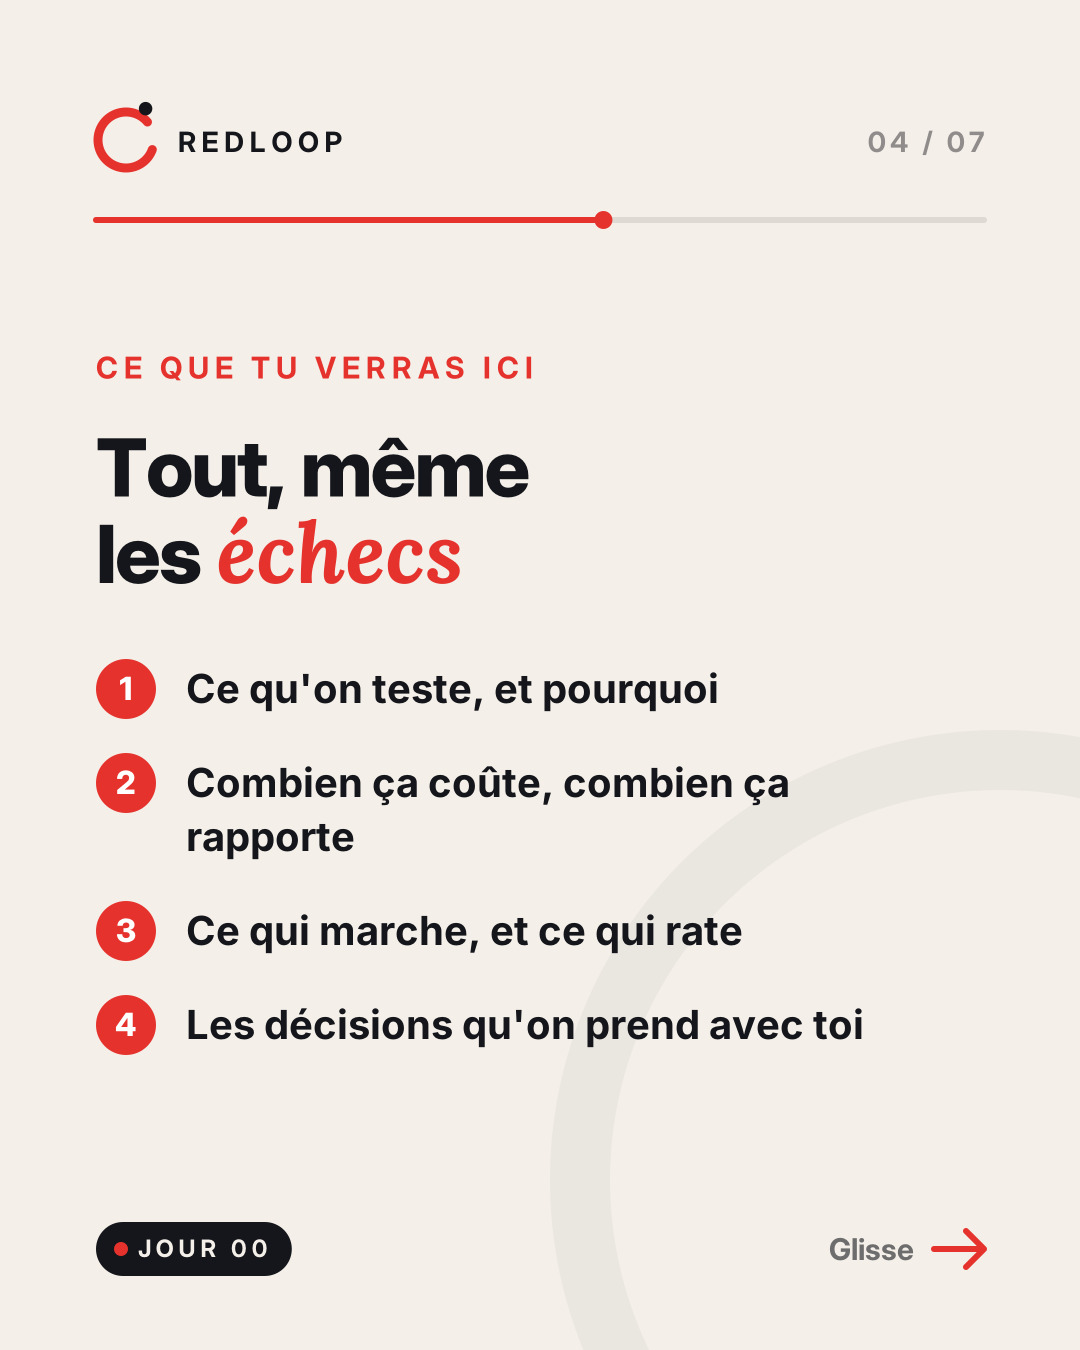 REDLOOP
04 / 07
CE QUE TU VERRAS ICI
Tout, même
les échecs
1 Ce qu'on teste, et pourquoi
2 Combien ça coûte, combien ça
rapporte
3 Ce qui marche, et ce qui rate
4 Les décisions qu'on prend avec toi
JOUR 00
Glisse